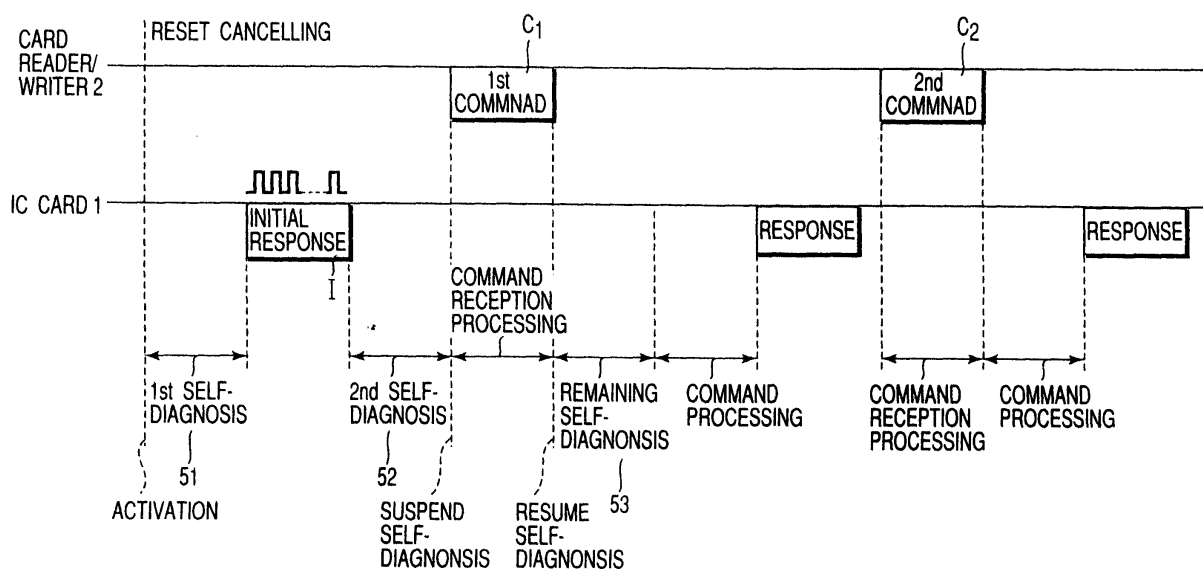 RESET CANCELLING
C1
C2
CARD
READER/
WRITER 2
1st
COMMNAD
2nd
COMMNAD
IC CARD 1
INITIAL
RESPONSE
I
RESPONSE
RESPONSE
COMMAND
RECEPTION
PROCESSING
1st SELF-
DIAGNOSIS
51
2nd SELF-
DIAGNOSIS
52
REMAINING
SELF-
DIAGNONSIS
53
COMMAND
PROCESSING
COMMAND
RECEPTION
PROCESSING
COMMAND
PROCESSING
ACTIVATION
SUSPEND
SELF-
DIAGNONSIS
RESUME
SELF-
DIAGNONSIS